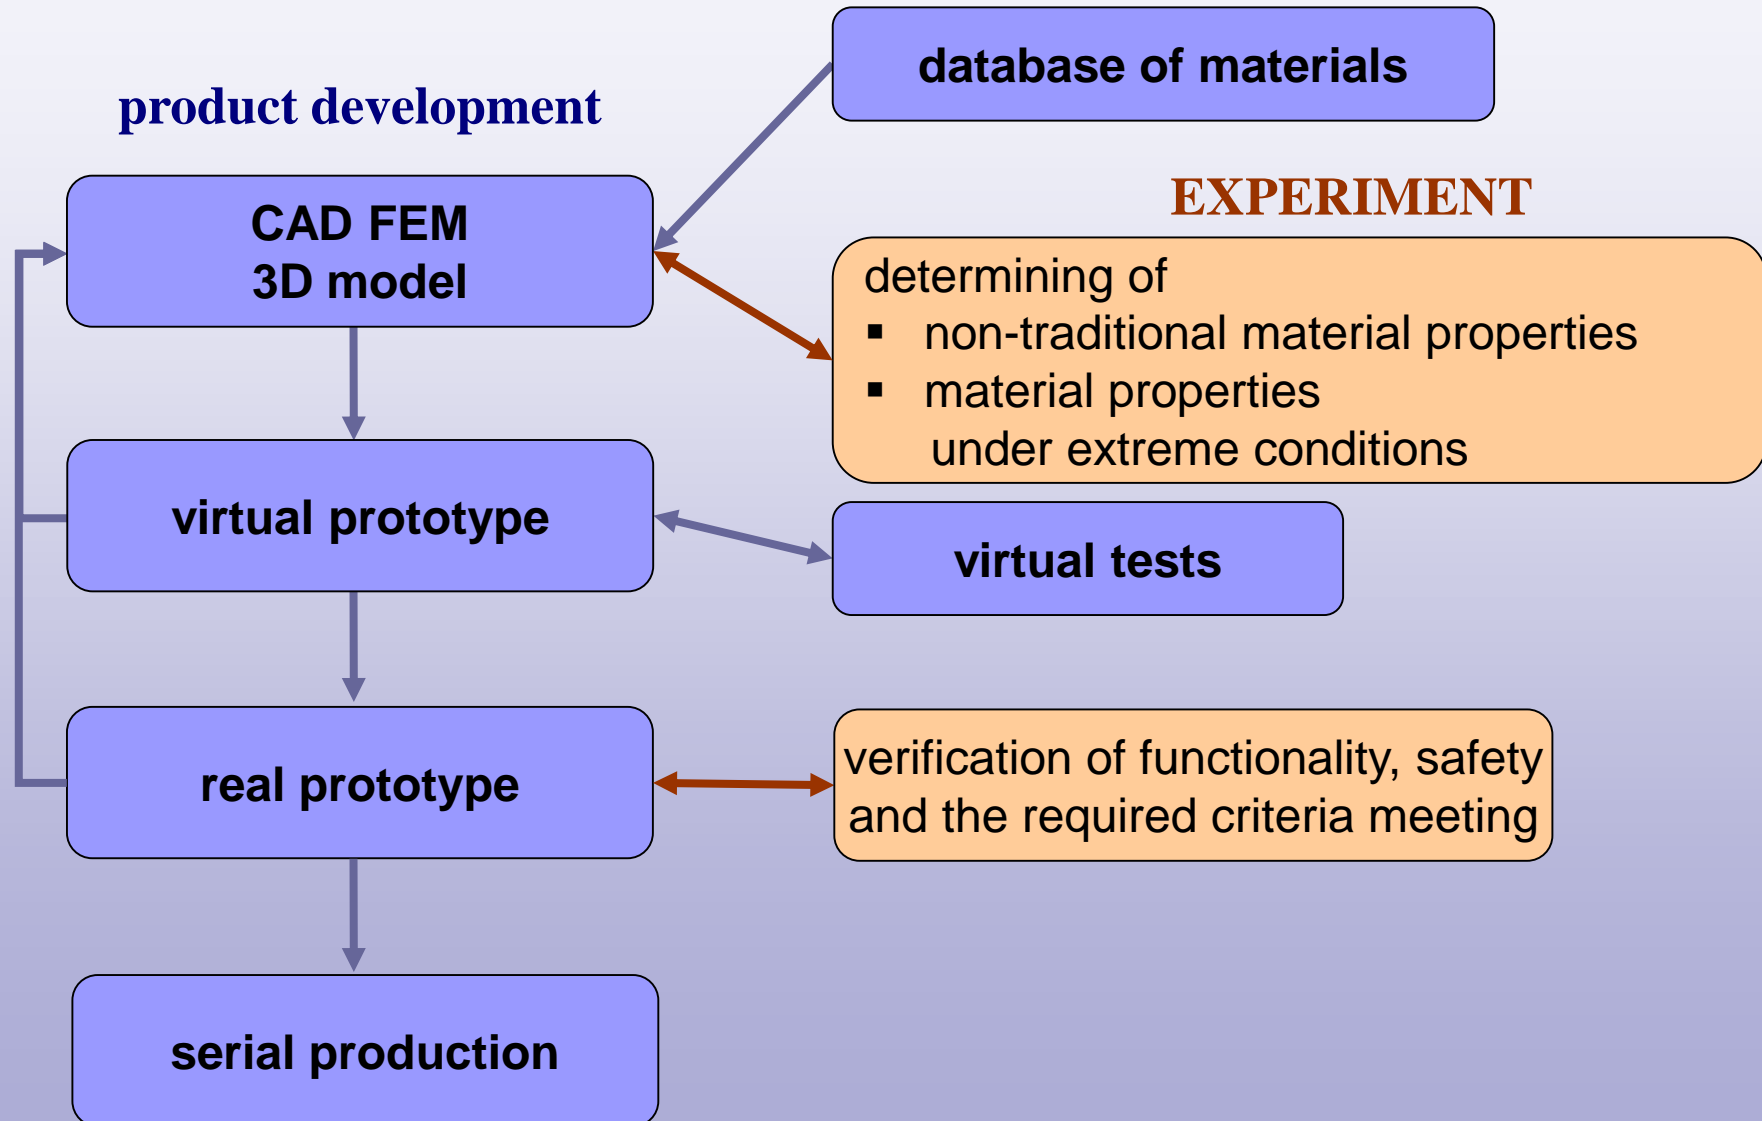 database of materials
product development
EXPERIMENT
CAD FEM
3D model
determining of
▪ non-traditional material properties
▪ material properties
under extreme conditions
virtual prototype
virtual tests
real prototype
verification of functionality, safety
and the required criteria meeting
serial production